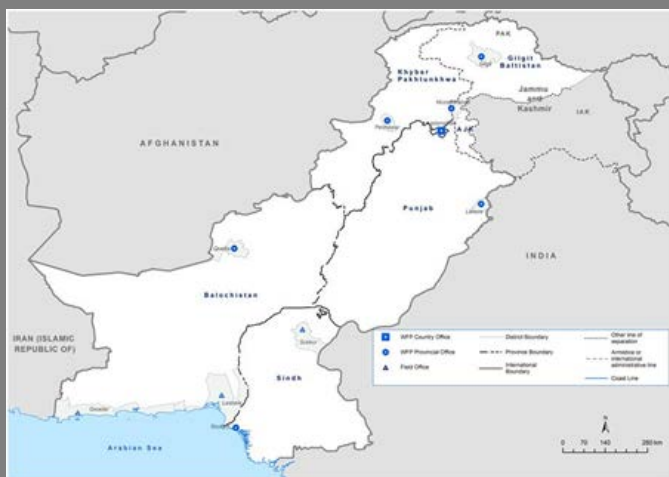 PAK
Gilgit
Baltistan
Gilgit
Khyber
Pakhtunkhwa
Jammu
and
Kashmir
IAK
Peshawar
AJK
AFGHANISTAN
Punjab
Lahore
Quetta
INDIA
Balochistan
IRAN (ISLAMIC
REPUBLIC OF)
Sukkur
Sindh
Gwadar
Lasbela
Arabian Sea
WFP Country Office
WFP Provincial Office
Field Office
District Boundary
Province Boundary
International
Boundary
Other line of
separation
Armistice or
international
administrative line
Coast Line
N
0 70 140 280 km